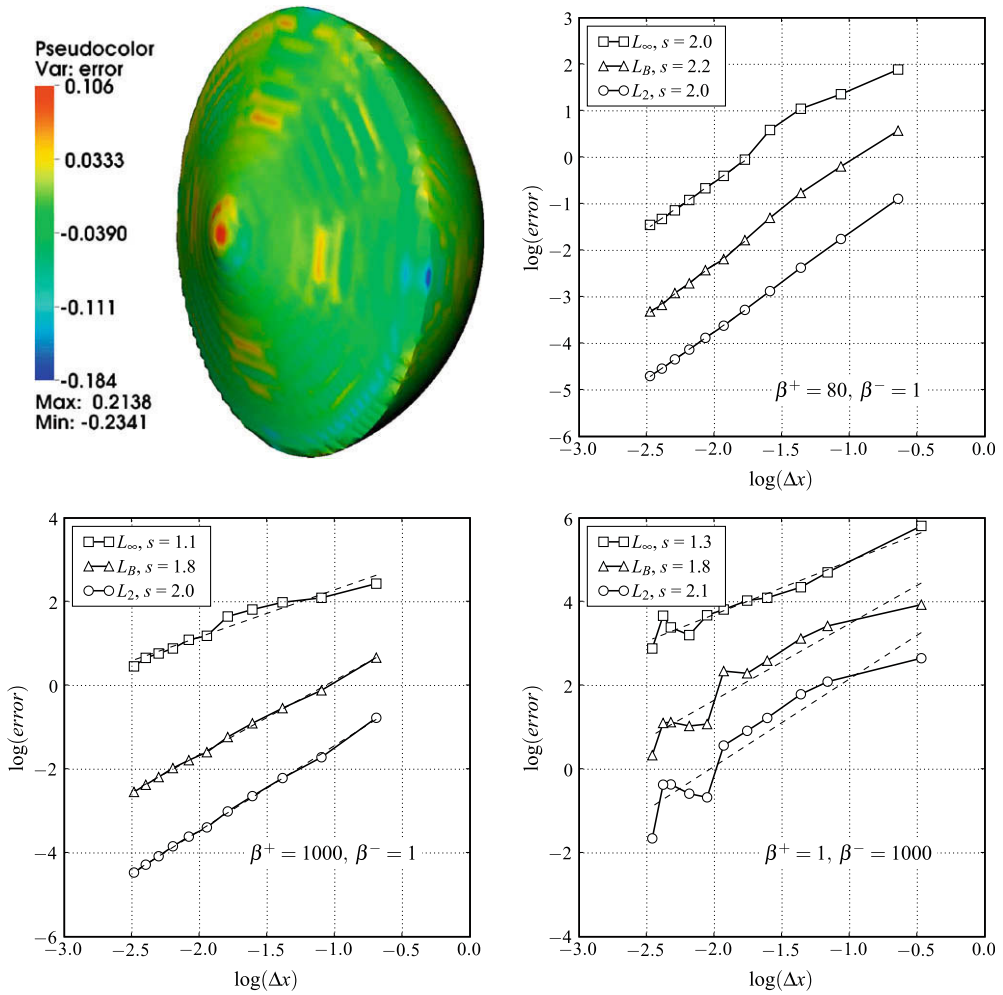 Pseudocolor
Var: error
0.106
0.0333
-0.0390
-0.111
-0.184
Max: 0.2138
Min: -0.2341
3
2
1
0
−1
−2
−3
−4
−5
−6
log(error)
L∞, s = 2.0
L_B, s = 2.2
L₂, s = 2.0
β⁺ = 80, β⁻ = 1
−3.0 −2.5 −2.0 −1.5 −1.0 −0.5 0.0
log(Δx)
4
2
0
−2
−4
−6
log(error)
L∞, s = 1.1
L_B, s = 1.8
L₂, s = 2.0
β⁺ = 1000, β⁻ = 1
−3.0 −2.5 −2.0 −1.5 −1.0 −0.5 0.0
log(Δx)
6
4
2
0
−2
4
log(error)
L∞, s = 1.3
L_B, s = 1.8
L₂, s = 2.1
β⁺ = 1, β⁻ = 1000
−3.0 −2.5 −2.0 −1.5 −1.0 −0.5 0.0
log(Δx)